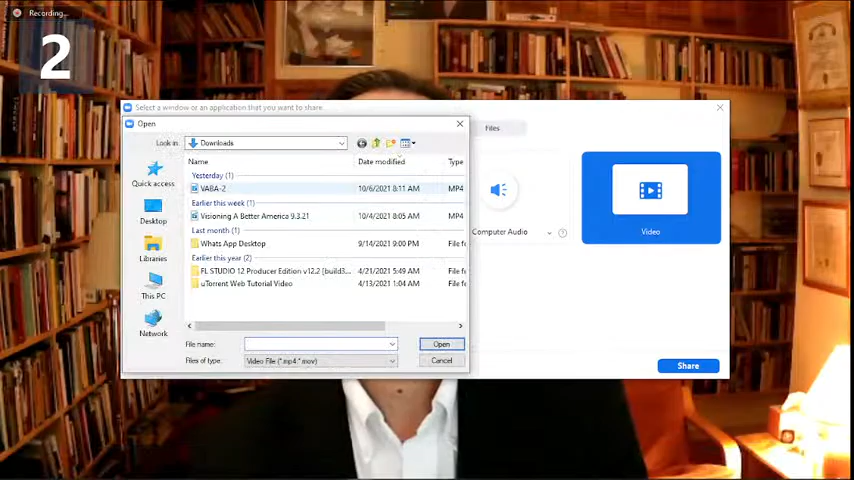 Recording...
2
Select a window or an application that you want to share
Open
Files
Look in:
Downloads
Name
Date modified
Type
Quick access
Desktop
Libraries
This PC
Network
Yesterday (1)
VABA-2
10/6/2021 8:11 AM
MP4
Earlier this week (1)
Visioning A Better America 9.3.21
10/4/2021 8:05 AM
MP4
Last month (1)
Whats App Desktop
9/14/2021 9:00 PM
File f
Earlier this year (2)
FL STUDIO 12 Producer Edition v12.2 [build3...
4/21/2021 5:49 AM
File f
uTorrent Web Tutorial Video
4/13/2021 1:04 AM
File f
Computer Audio
Video
File name:
Open
Files of type:
Video File (*.mp4;*.mov)
Cancel
Share